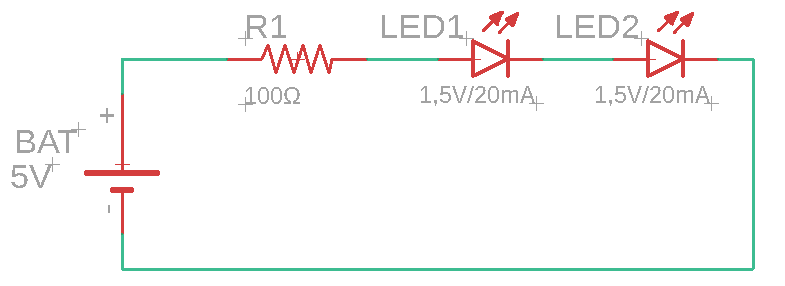 R1
LED1
LED2
100Ω
1,5V/20mA
1,5V/20mA
+
BAT
5V
-